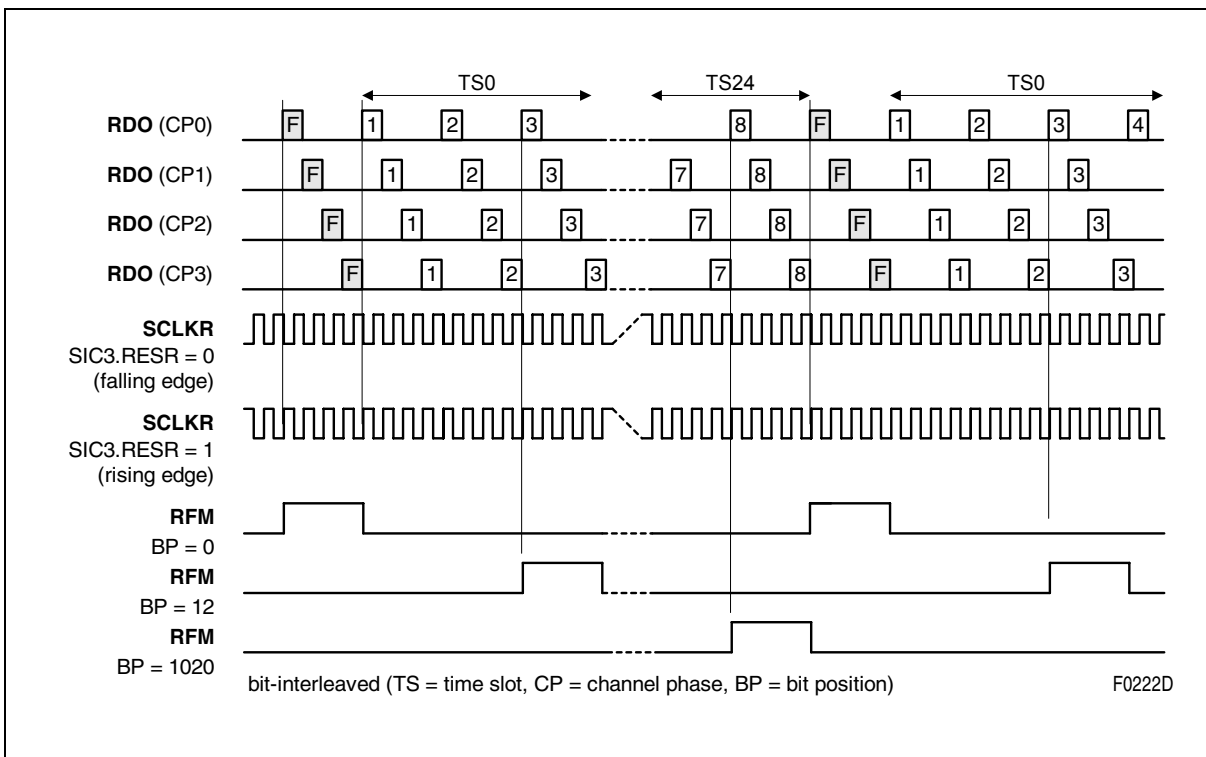 TS0 TS24 TS0
RDO (CP0) F 1 2 3 8 F 1 2 3 4
RDO (CP1) F 1 2 3 7 8 F 1 2 3
RDO (CP2) F 1 2 3 7 8 F 1 2 3
RDO (CP3) F 1 2 3 7 8 F 1 2 3
SCLKR
SIC3.RESR = 0
(falling edge)
SCLKR
SIC3.RESR = 1
(rising edge)
RFM
BP = 0
RFM
BP = 12
RFM
BP = 1020
bit-interleaved (TS = time slot, CP = channel phase, BP = bit position) F0222D